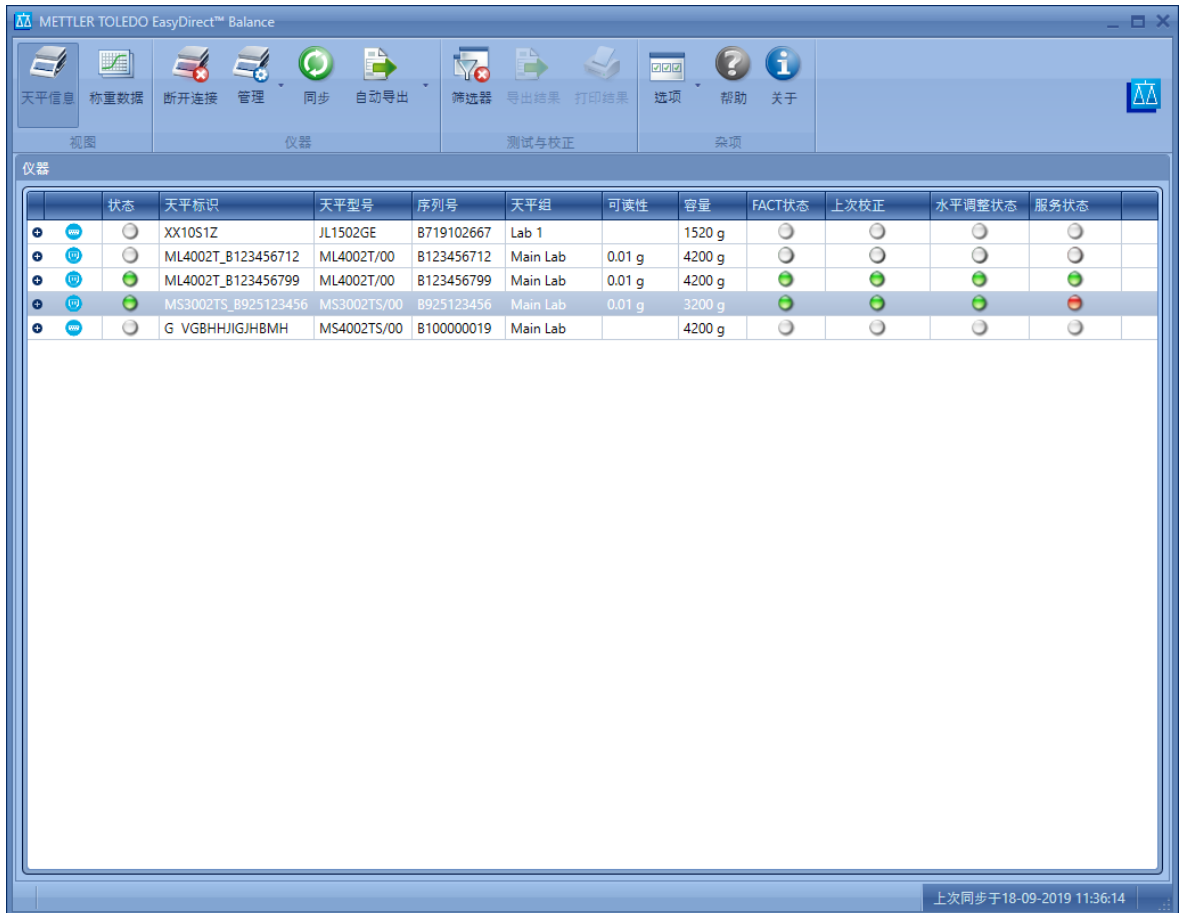 METTLER TOLEDO EasyDirect™ Balance
天平信息 称重数据 断开连接 管理 同步 自动导出 筛选器 导出结果 打印结果 选项 帮助 关于
视图 仪器 测试与校正 杂项
仪器
状态 天平标识 天平型号 序列号 天平组 可读性 容量 FACT状态 上次校正 水平调整状态 服务状态
XX10S1Z JL1502GE B719102667 Lab 1 1520 g
ML4002T_B123456712 ML4002T/00 B123456712 Main Lab 0.01 g 4200 g
ML4002T_B123456799 ML4002T/00 B123456799 Main Lab 0.01 g 4200 g
MS3002TS_B925123456 MS3002TS/00 B925123456 Main Lab 0.01 g 3200 g
G VGBHHJIGJHBMH MS4002TS/00 B100000019 Main Lab 4200 g
上次同步于18-09-2019 11:36:14